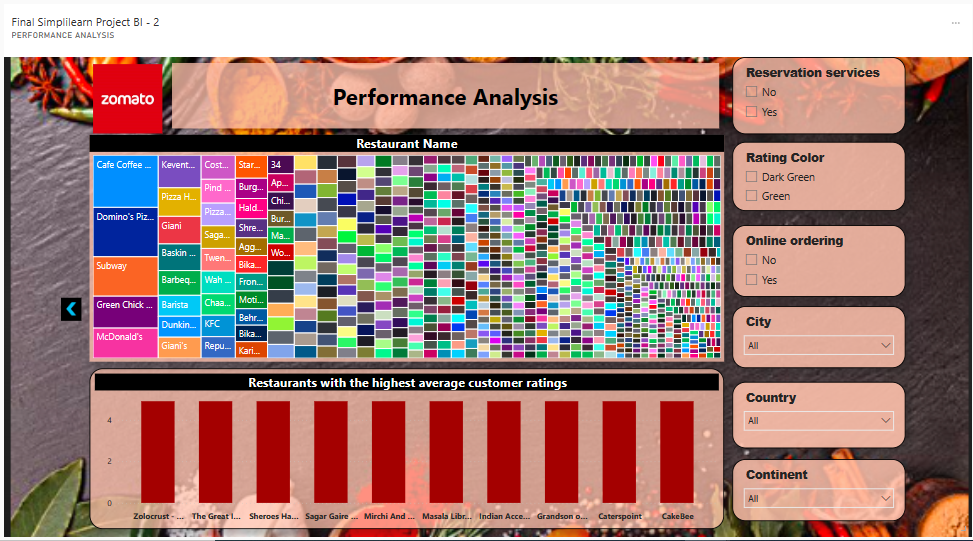 Final Simplilearn Project BI - 2
PERFORMANCE ANALYSIS
zomato
Performance Analysis
Restaurant Name
Cafe Coffee ...
Domino's Piz...
Subway
Green Chick ...
McDonald's
Kevent...
Pizza H...
Giani
Baskin ...
Barbeq...
Barista
Dunkin...
Giani's
Cost...
Pind ...
Pizza...
Saga...
Twen...
Wah ...
Chaa...
KFC
Repu...
Star...
Burg...
Hald...
Shre...
Agg...
Bika...
Fron...
Moti...
Behr...
Bika...
Kari...
34
Ap...
Chi...
Bur...
Ma...
Wo...
Restaurants with the highest average customer ratings
4
2
0
Zolocrust - ...
The Great I...
Sheroes Ha...
Sagar Gaire ...
Mirchi And ...
Masala Libr...
Indian Acce...
Grandson o...
Caterspoint
CakeBee
Reservation services
No
Yes
Rating Color
Dark Green
Green
Online ordering
No
Yes
City
All
Country
All
Continent
All